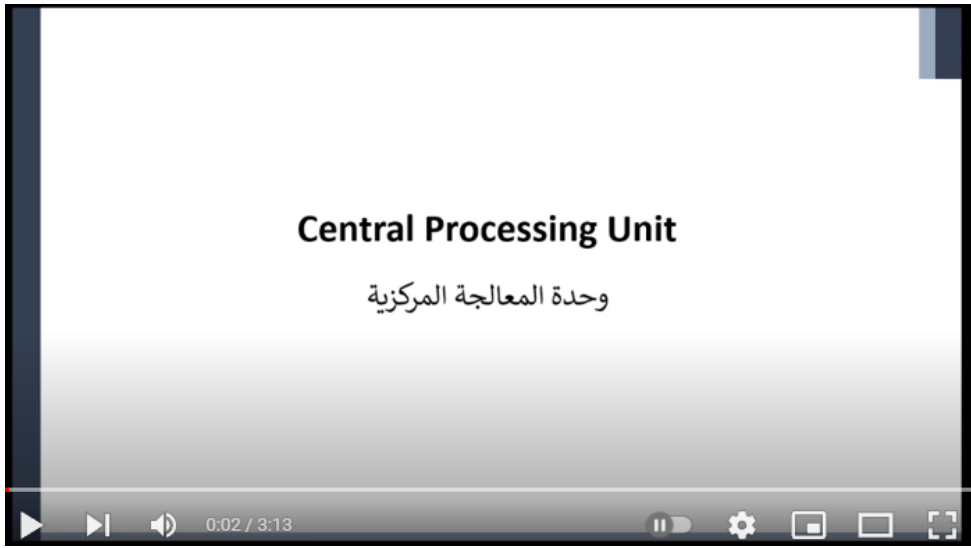 Central Processing Unit
وحدة المعالجة المركزية
0:02 / 3:13